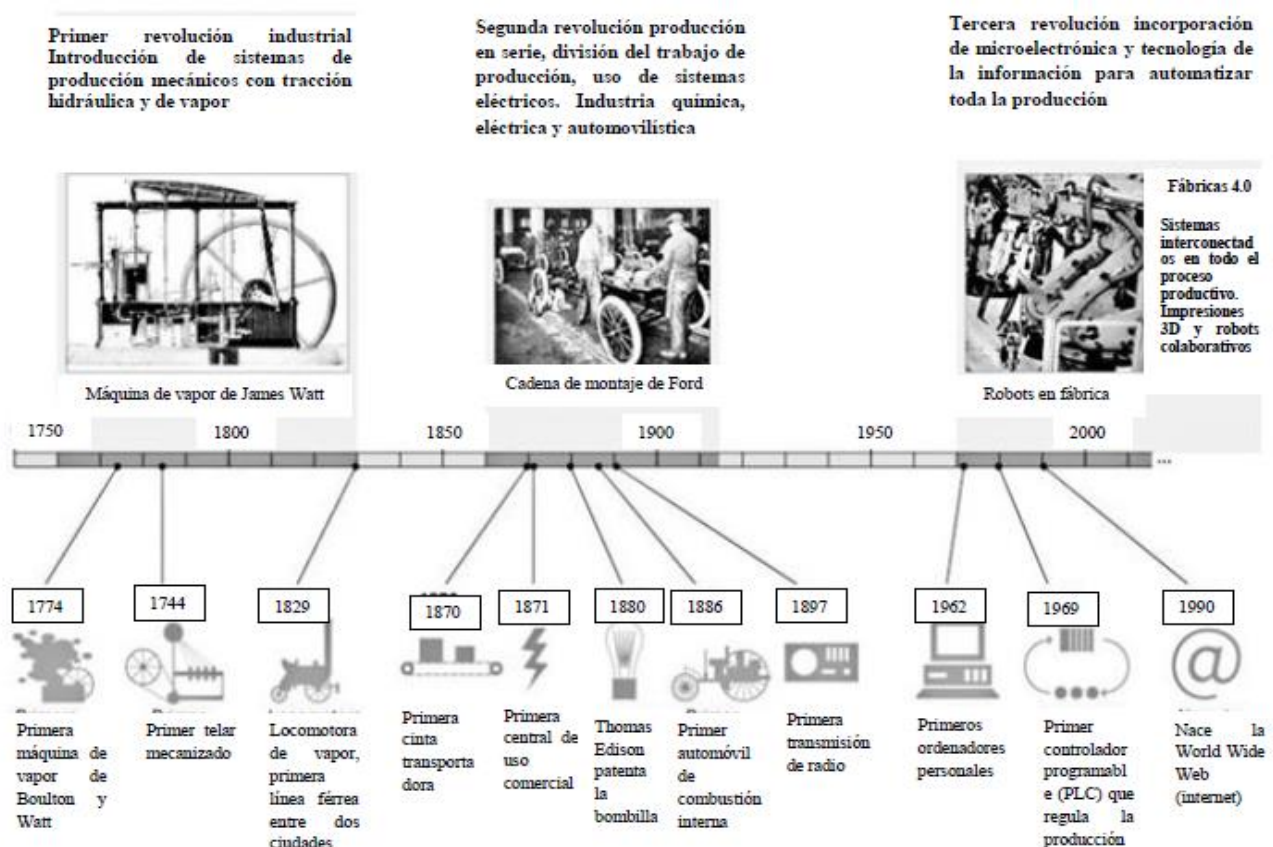 Primer revolución industrial
Introducción de sistemas de
producción mecánicos con tracción
hidráulica y de vapor
Segunda revolución producción
en serie, división del trabajo de
producción, uso de sistemas
eléctricos. Industria química,
eléctrica y automovilística
Tercera revolución incorporación
de microelectrónica y tecnología de
la información para automatizar
toda la producción
Fábricas 4.0
Sistemas
interconectad
os en todo el
proceso
productivo.
Impresiones
3D y robots
colaborativos
Máquina de vapor de James Watt
Cadena de montaje de Ford
Robots en fábrica
1750
1800
1850
1900
1950
2000
...
1774
1744
1829
1870
1871
1880
1886
1897
1962
1969
1990
@
Primera
máquina de
vapor de
Boulton y
Watt
Primer telar
mecanizado
Locomotora
de vapor,
primera
línea férrea
entre dos
ciudades
Primera
cinta
transporta
dora
Primera
central de
uso
comercial
Thomas
Edison
patenta
la
bombilla
Primer
automóvil
de
combustión
interna
Primera
transmisión
de radio
Primeros
ordenadores
personales
Primer
controlador
programabl
e (PLC) que
regula la
producción
Nace la
World Wide
Web
(internet)